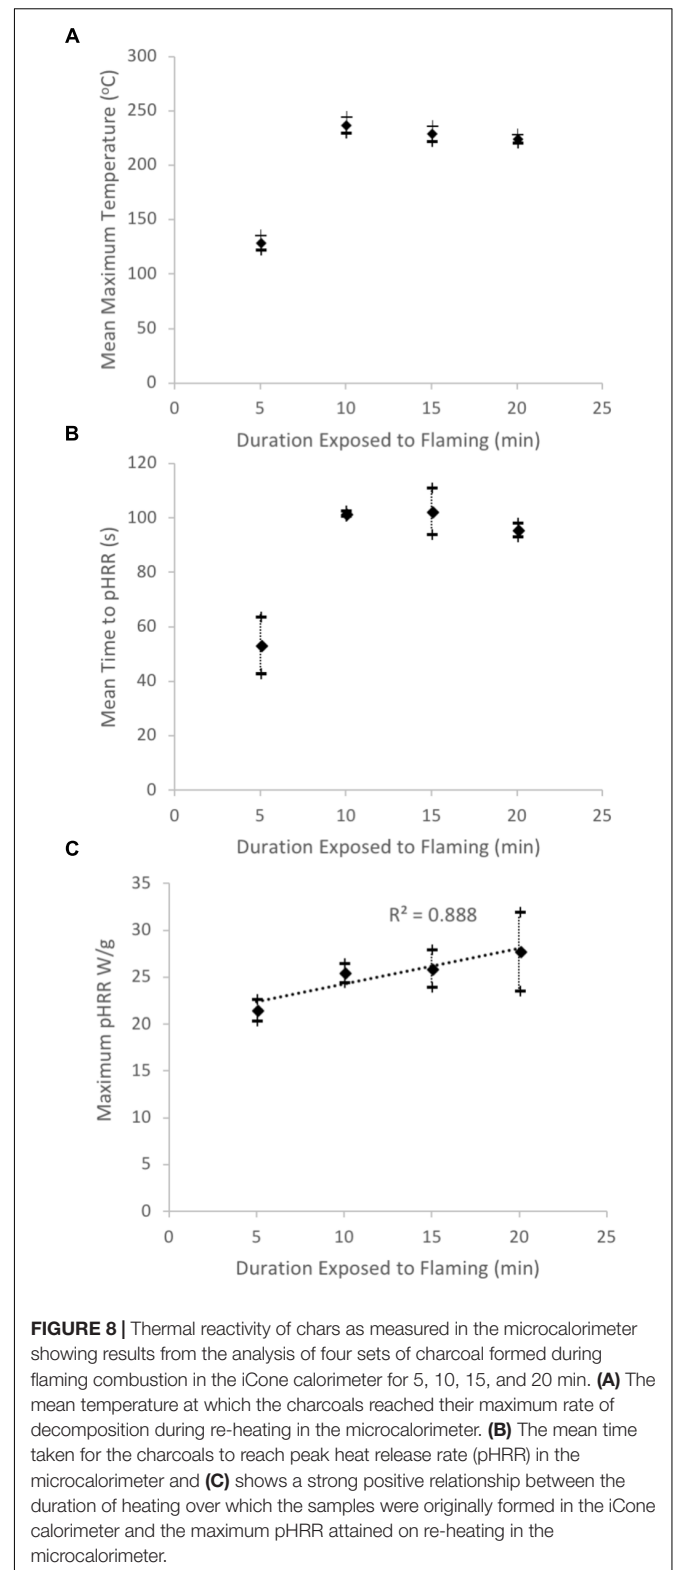 A
300
250
200
150
100
50
0
0 5 10 15 20 25
Mean Maximum Temperature (°C)
Duration Exposed to Flaming (min)
B
120
100
80
60
40
20
0
0 5 10 15 20 25
Mean Time to pHRR (s)
Duration Exposed to Flaming (min)
C
35
30
25
20
15
10
5
0
0 5 10 15 20 25
R² = 0.888
Maximum pHRR W/g
Duration Exposed to Flaming (min)
FIGURE 8 | Thermal reactivity of chars as measured in the microcalorimeter
showing results from the analysis of four sets of charcoal formed during
flaming combustion in the iCone calorimeter for 5, 10, 15, and 20 min. (A) The
mean temperature at which the charcoals reached their maximum rate of
decomposition during re-heating in the microcalorimeter. (B) The mean time
taken for the charcoals to reach peak heat release rate (pHRR) in the
microcalorimeter and (C) shows a strong positive relationship between the
duration of heating over which the samples were originally formed in the iCone
calorimeter and the maximum pHRR attained on re-heating in the
microcalorimeter.